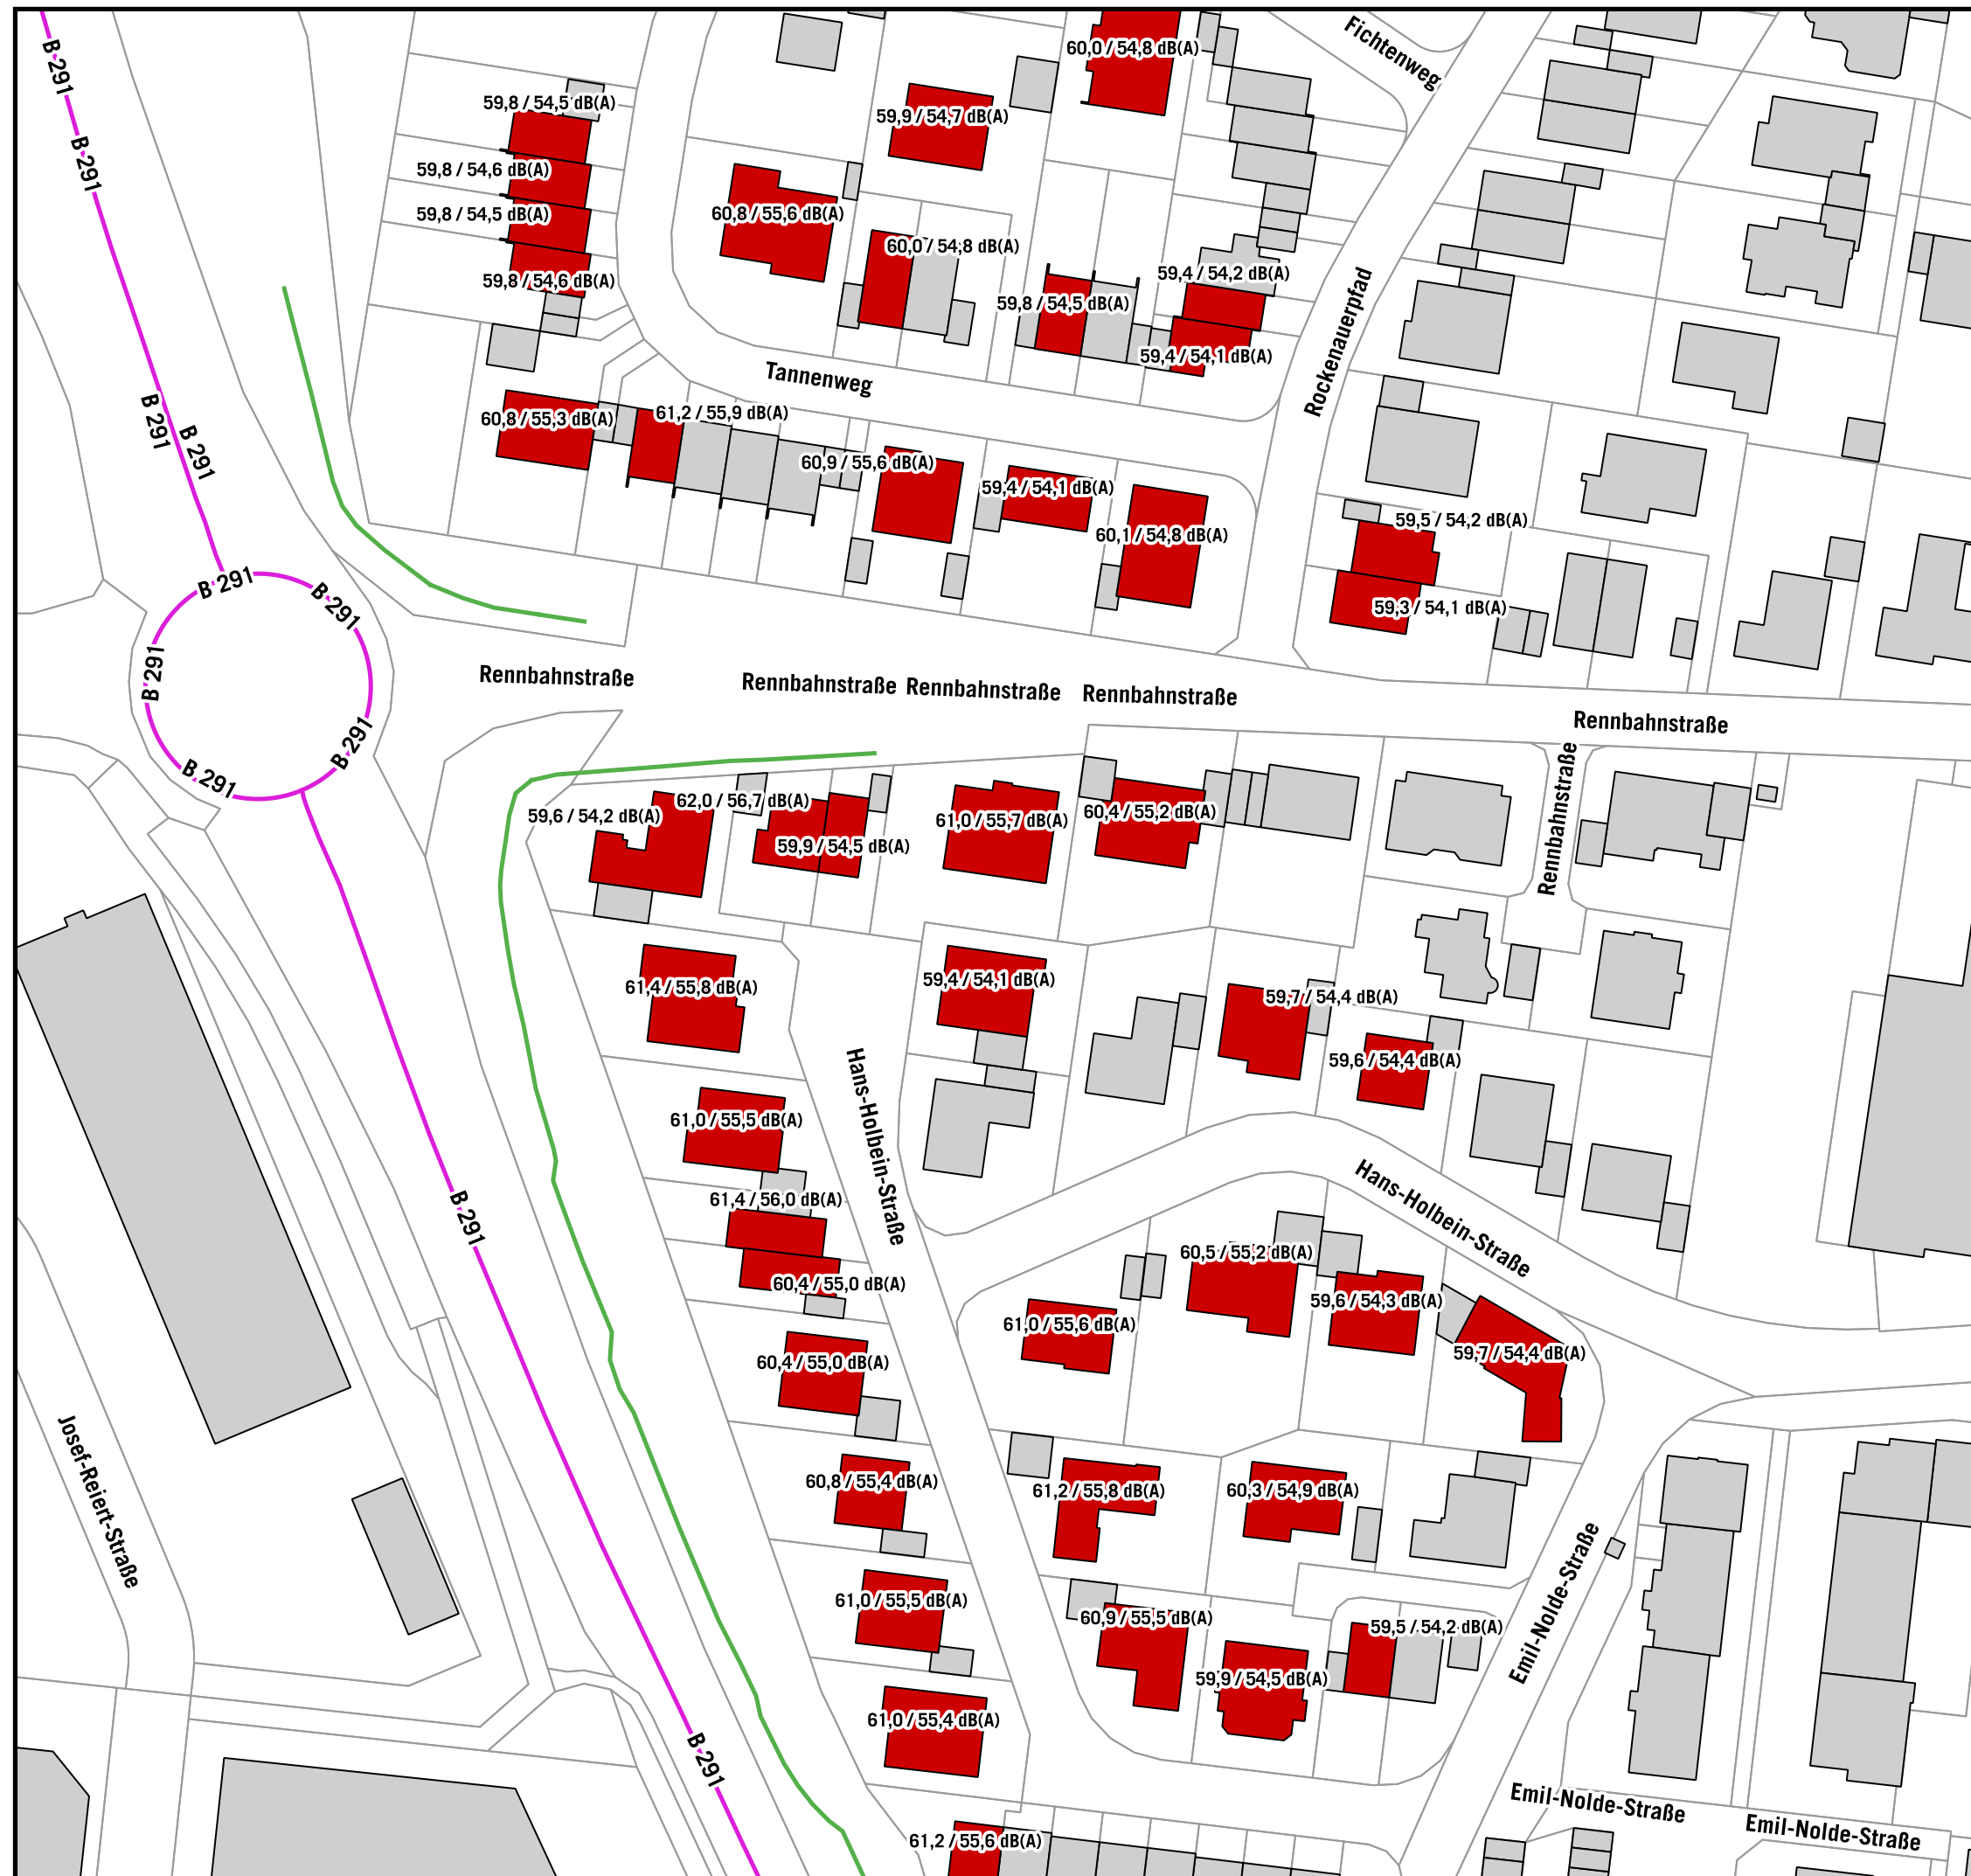 B 291
Fichtenweg
60,0 / 54,8 dB(A)
59,8 / 54,5 dB(A)
59,9 / 54,7 dB(A)
B 291
59,8 / 54,6 dB(A)
59,8 / 54,5 dB(A)
60,8 / 55,6 dB(A)
60,0 / 54,8 dB(A)
59,4 / 54,2 dB(A)
59,8 / 54,6 dB(A)
59,8 / 54,5 dB(A)
Rockenauerpfad
59,4 / 54,1 dB(A)
Tannenweg
B 291
B 291
60,8 / 55,3 dB(A)
61,2 / 55,9 dB(A)
60,9 / 55,6 dB(A)
59,4 / 54,1 dB(A)
60,1 / 54,8 dB(A)
59,5 / 54,2 dB(A)
59,3 / 54,1 dB(A)
B 291
B 291
B 291
B 291
B 291
Rennbahnstraße
Rennbahnstraße
Rennbahnstraße
Rennbahnstraße
Rennbahnstraße
Rennbahnstraße
59,6 / 54,2 dB(A)
62,0 / 56,7 dB(A)
59,9 / 54,5 dB(A)
61,0 / 55,7 dB(A)
60,4 / 55,2 dB(A)
61,4 / 55,8 dB(A)
59,4 / 54,1 dB(A)
59,7 / 54,4 dB(A)
59,6 / 54,4 dB(A)
Hans-Holbein-Straße
61,0 / 55,5 dB(A)
61,4 / 56,0 dB(A)
B 291
Hans-Holbein-Straße
60,4 / 55,0 dB(A)
60,5 / 55,2 dB(A)
59,6 / 54,3 dB(A)
61,0 / 55,6 dB(A)
59,7 / 54,4 dB(A)
60,4 / 55,0 dB(A)
Josef-Reiert-Straße
60,8 / 55,4 dB(A)
61,2 / 55,8 dB(A)
60,3 / 54,9 dB(A)
Emil-Nolde-Straße
61,0 / 55,5 dB(A)
60,9 / 55,5 dB(A)
59,5 / 54,2 dB(A)
59,9 / 54,5 dB(A)
61,0 / 55,4 dB(A)
B 291
Emil-Nolde-Straße
Emil-Nolde-Straße
61,2 / 55,6 dB(A)